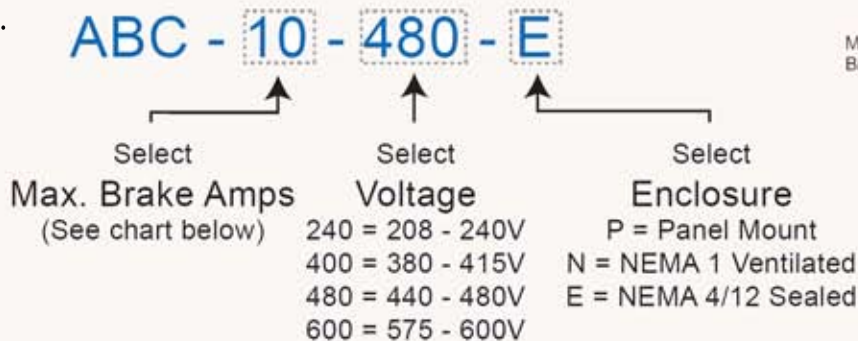 ABC - 10 - 480 - E
Select
Max. Brake Amps
(See chart below)
Select
Voltage
240 = 208 - 240V
400 = 380 - 415V
480 = 440 - 480V
600 = 575 - 600V
Select
Enclosure
P = Panel Mount
N = NEMA 1 Ventilated
E = NEMA 4/12 Sealed